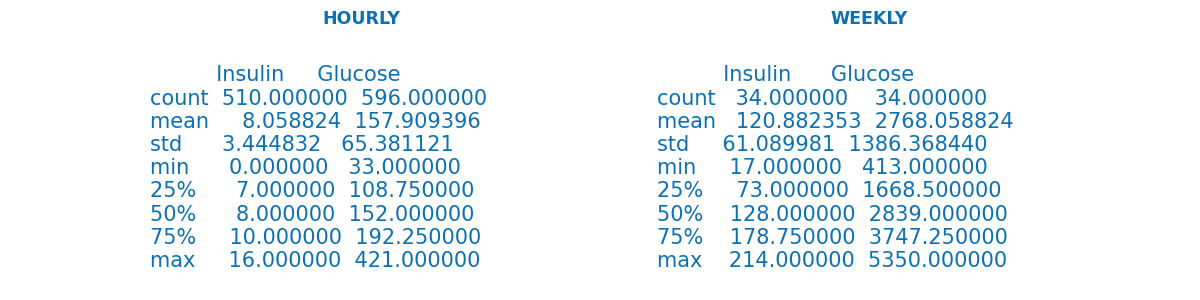 HOURLY
Insulin Glucose
count 510.000000 596.000000
mean 8.058824 157.909396
std 3.444832 65.381121
min 0.000000 33.000000
25% 7.000000 108.750000
50% 8.000000 152.000000
75% 10.000000 192.250000
max 16.000000 421.000000
WEEKLY
Insulin Glucose
count 34.000000 34.000000
mean 120.882353 2768.058824
std 61.089981 1386.368440
min 17.000000 413.000000
25% 73.000000 1668.500000
50% 128.000000 2839.000000
75% 178.750000 3747.250000
max 214.000000 5350.000000